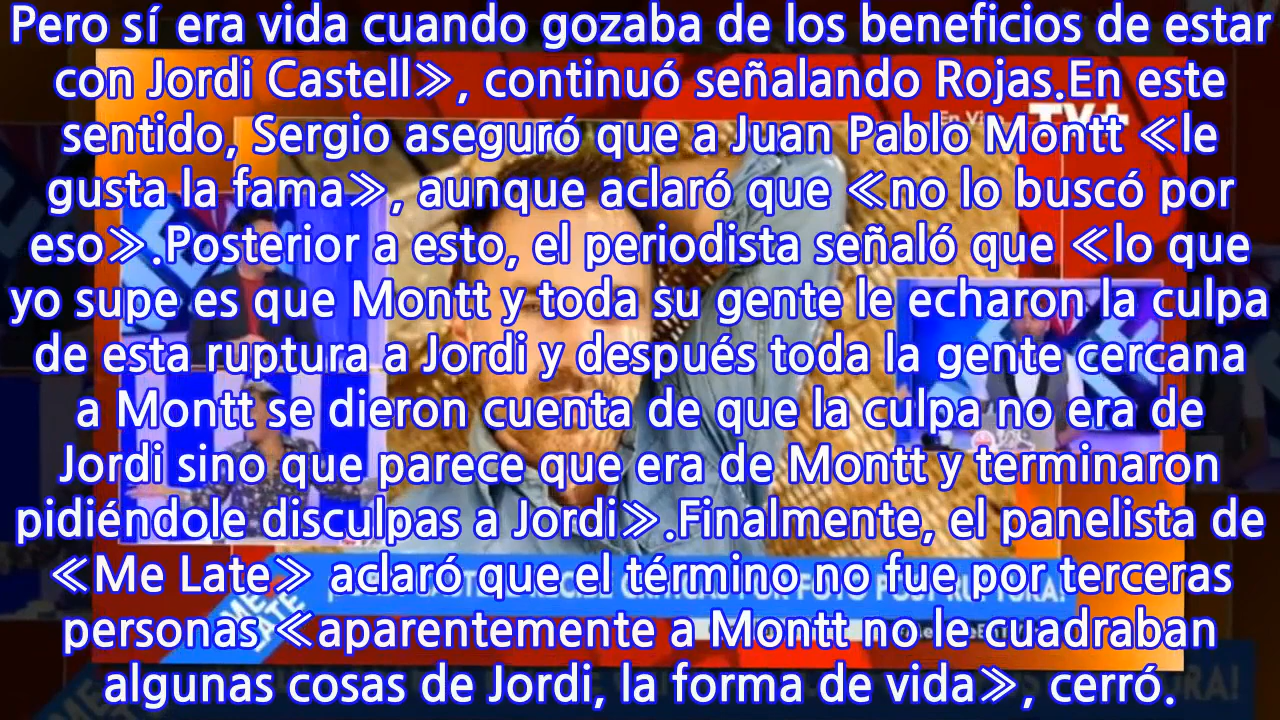 Pero sí era vida cuando gozaba de los beneficios de estar
con Jordi Castell≫, continuó señalando Rojas.En este
sentido, Sergio aseguró que a Juan Pablo Montt ≪le
gusta la fama≫, aunque aclaró que ≪no lo buscó por
eso≫.Posterior a esto, el periodista señaló que ≪lo que
yo supe es que Montt y toda su gente le echaron la culpa
de esta ruptura a Jordi y después toda la gente cercana
a Montt se dieron cuenta de que la culpa no era de
Jordi sino que parece que era de Montt y terminaron
pidiéndole disculpas a Jordi≫.Finalmente, el panelista de
≪Me Late≫ aclaró que el término no fue por terceras
personas ≪aparentemente a Montt no le cuadraban
algunas cosas de Jordi, la forma de vida≫, cerró.
En Vivo
TV+
ME
LATE